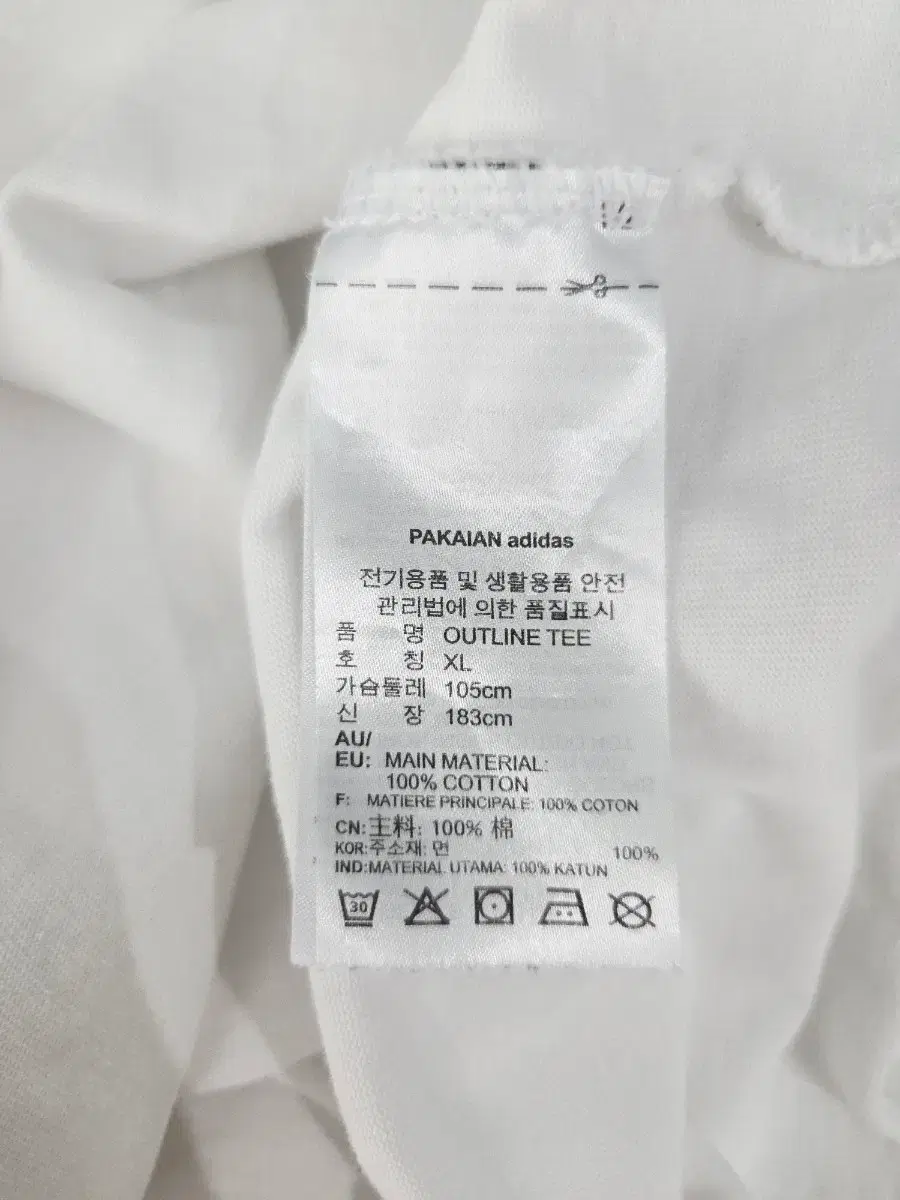 PAKAIAN adidas
전기용품 및 생활용품 안전
관리법에 의한 품질표시
품 명 OUTLINE TEE
호 칭 XL
가슴둘레 105cm
신 장 183cm
AU/
EU: MAIN MATERIAL:
100% COTTON
F: MATIERE PRINCIPALE: 100% COTON
CN:主料: 100% 棉
KOR:주소재: 면 100%
IND:MATERIAL UTAMA: 100% KATUN
30